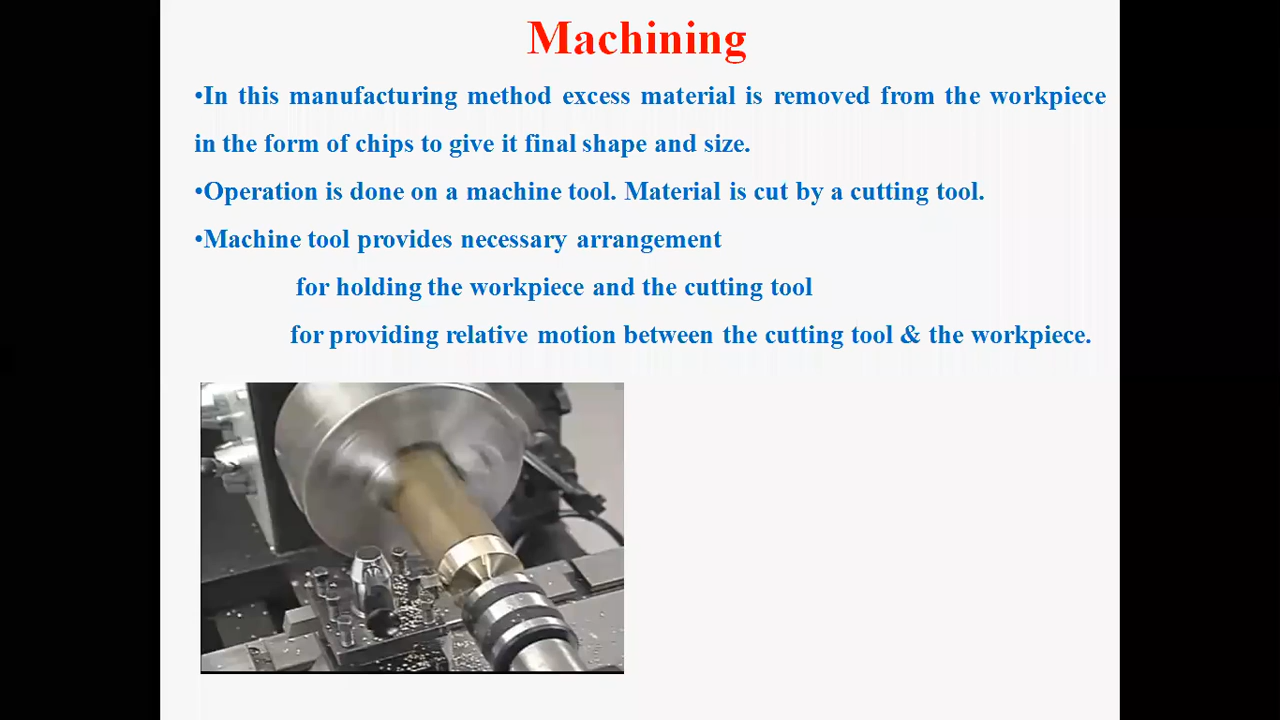 Machining
•In this manufacturing method excess material is removed from the workpiece
in the form of chips to give it final shape and size.
•Operation is done on a machine tool. Material is cut by a cutting tool.
•Machine tool provides necessary arrangement
for holding the workpiece and the cutting tool
for providing relative motion between the cutting tool & the workpiece.